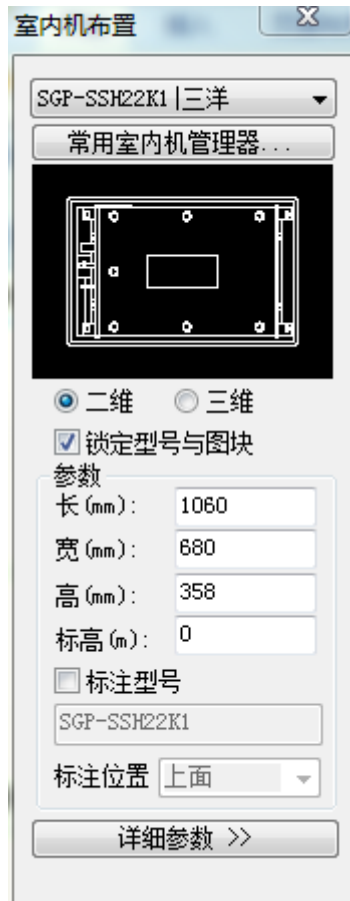 室内机布置
SGP-SSH22K1|三洋
常用室内机管理器...
二维 三维
锁定型号与图块
参数
长(mm): 1060
宽(mm): 680
高(mm): 358
标高(m): 0
标注型号
SGP-SSH22K1
标注位置 上面
详细参数 >>